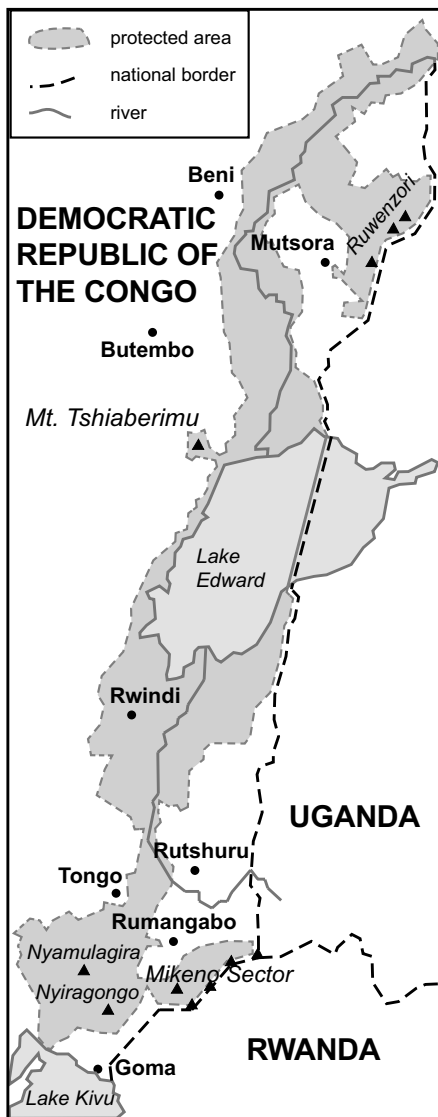 protected area
national border
river
Beni
DEMOCRATIC
REPUBLIC OF
THE CONGO
Ruwenzori
Mutsora
Butembo
Mt. Tshiaberimu
Lake
Edward
Rwindi
UGANDA
Rutshuru
Tongo
Rumangabo
Nyamulagira
Mikeno Sector
Nyiragongo
RWANDA
Goma
Lake Kivu